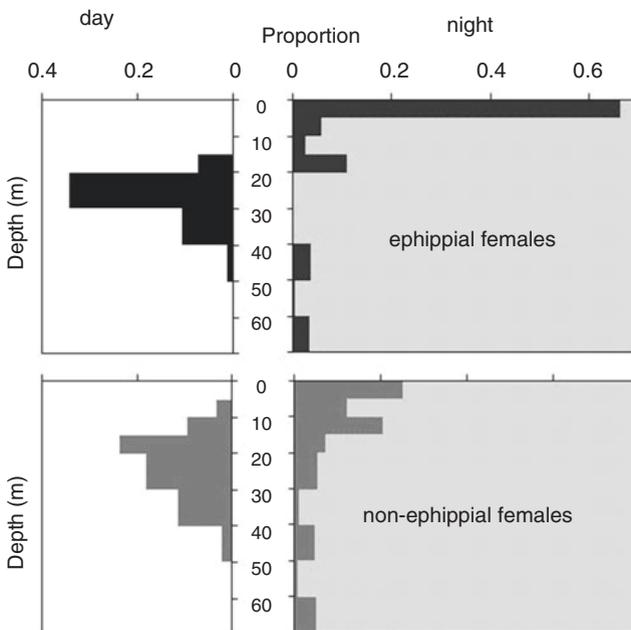 day
Proportion
night
0.4 0.2 0
0 0.2 0.4 0.6
Depth (m)
0
10
20
30
40
50
60
ephippial females
Depth (m)
0
10
20
30
40
50
60
non-ephippial females